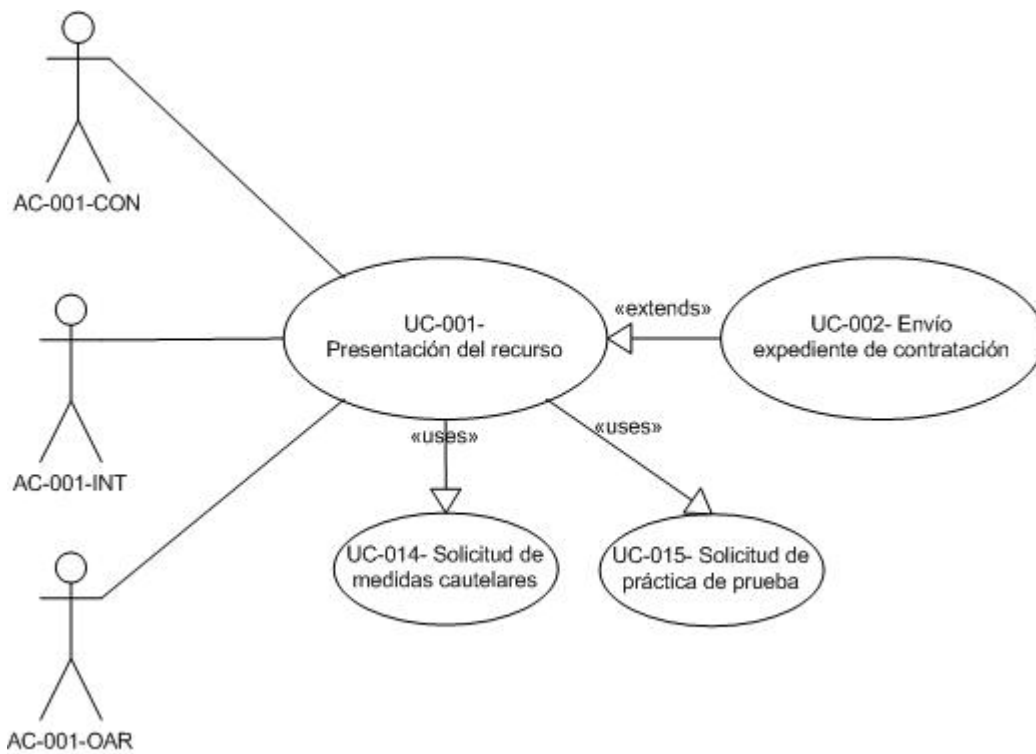 AC-001-CON
AC-001-INT
AC-001-OAR
UC-001-
Presentación del recurso
«extends»
UC-002- Envío
expediente de contratación
«uses»
«uses»
UC-014- Solicitud de
medidas cautelares
UC-015- Solicitud de
práctica de prueba